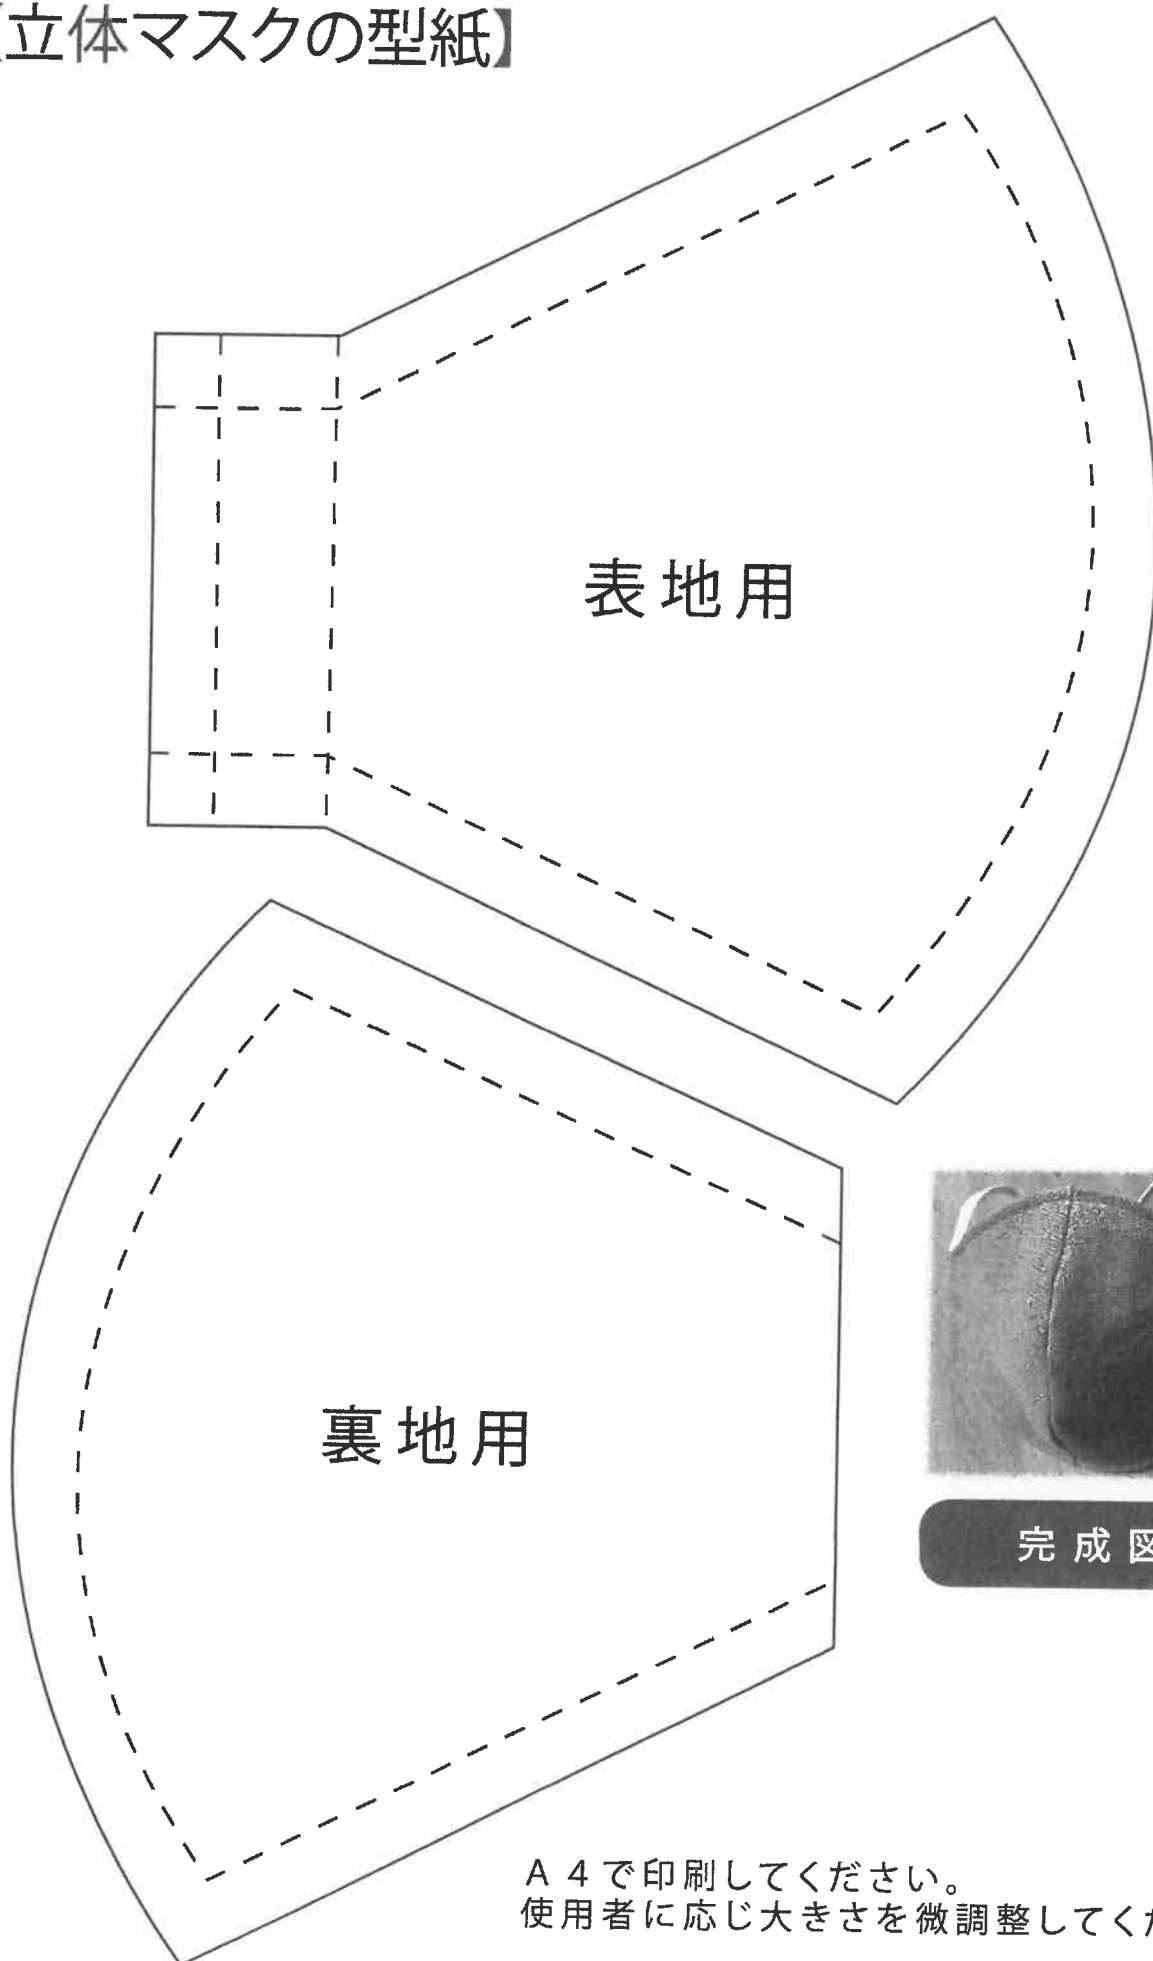 【立体マスクの型紙】
表地用
裏地用
完成図
A4で印刷してください。
使用者に応じ大きさを微調整してくだ